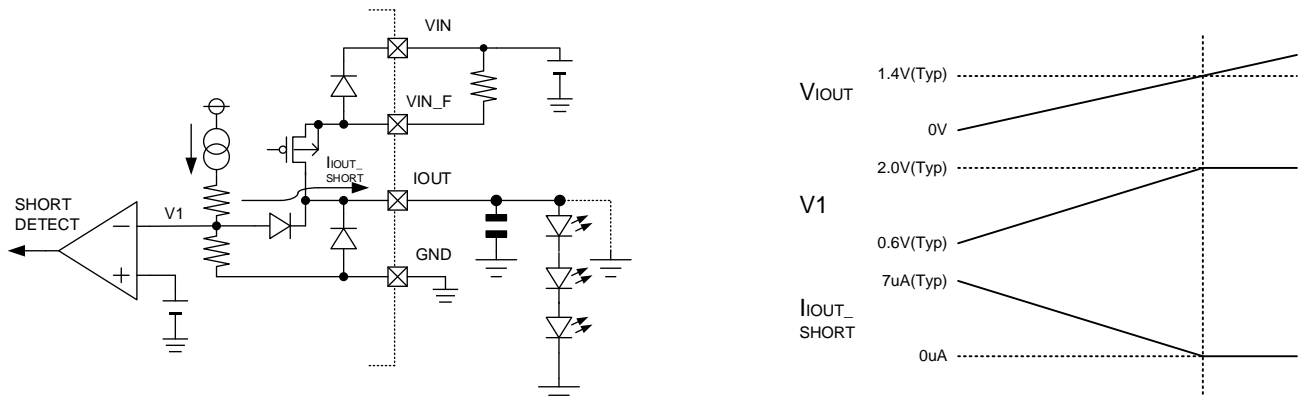 VIN
VIN_F
IIOUT_
SHORT
IOUT
SHORT
DETECT
V1
GND
−
+
VIOUT
1.4V(Typ)
0V
V1
2.0V(Typ)
0.6V(Typ)
IIOUT_
SHORT
7uA(Typ)
0uA